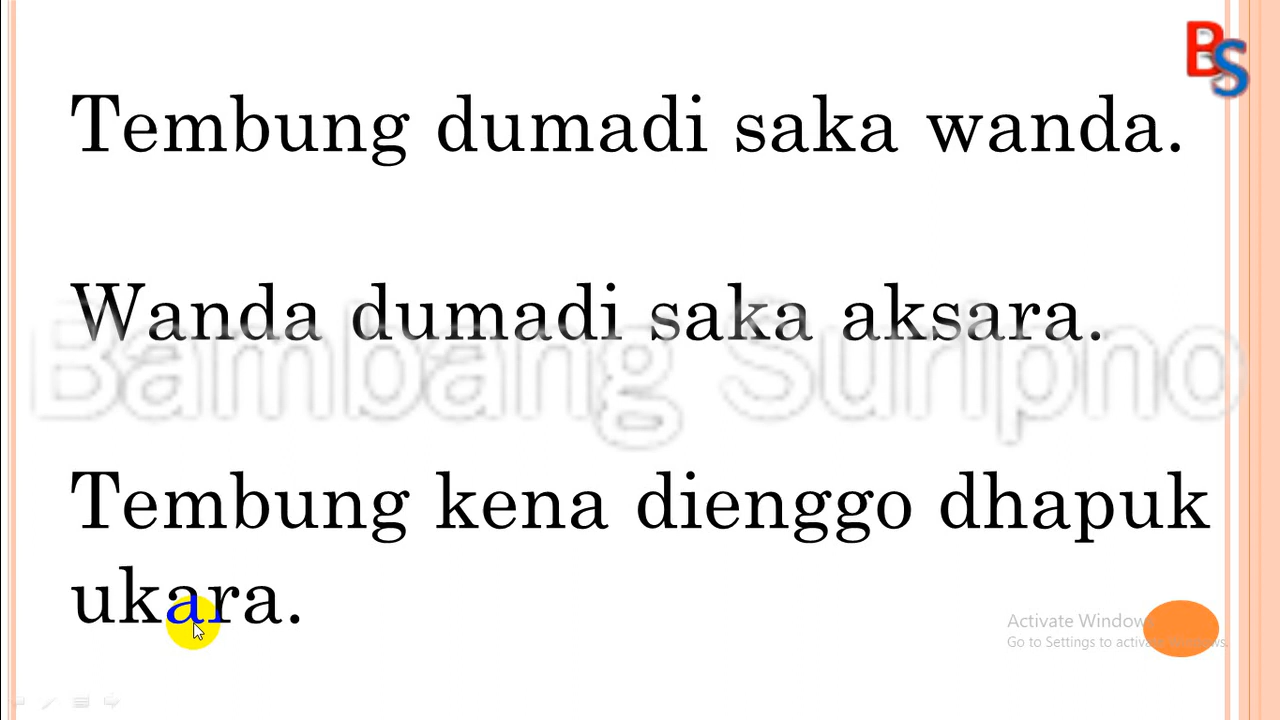 BS
Tembung dumadi saka wanda.
Wanda dumadi saka aksara.
Bambang Suripno
Tembung kena dienggo dhapuk
ukara.
Activate Windows
Go to Settings to activate Windows.